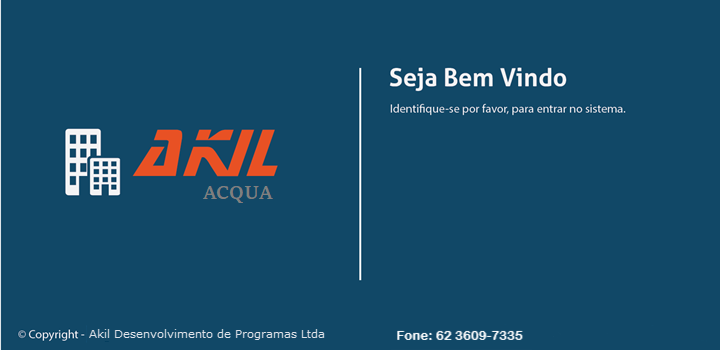 Seja Bem Vindo
Identifique-se por favor, para entrar no sistema.
AKIL
ACQUA
© Copyright - Akil Desenvolvimento de Programas Ltda
Fone: 62 3609-7335